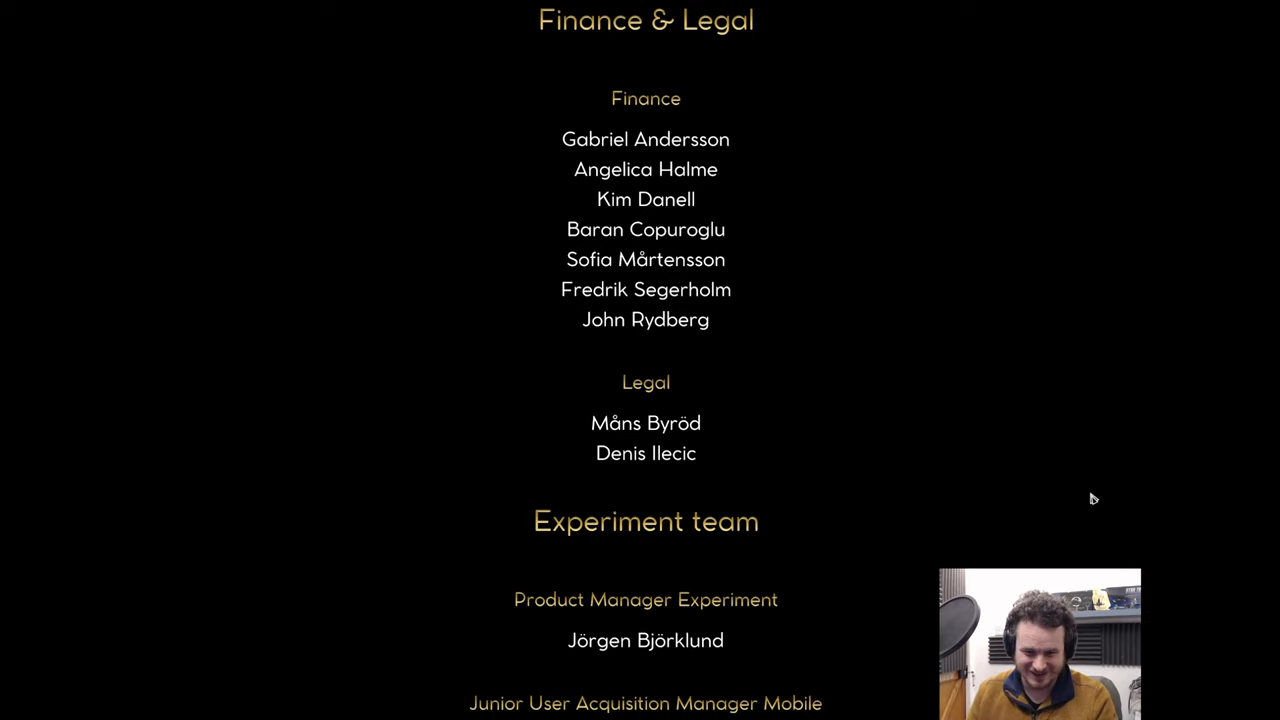 Finance & Legal
Finance
Gabriel Andersson
Angelica Halme
Kim Danell
Baran Copuroglu
Sofia Mårtensson
Fredrik Segerholm
John Rydberg
Legal
Måns Byröd
Denis Ilecic
Experiment team
Product Manager Experiment
Jörgen Björklund
Junior User Acquisition Manager Mobile